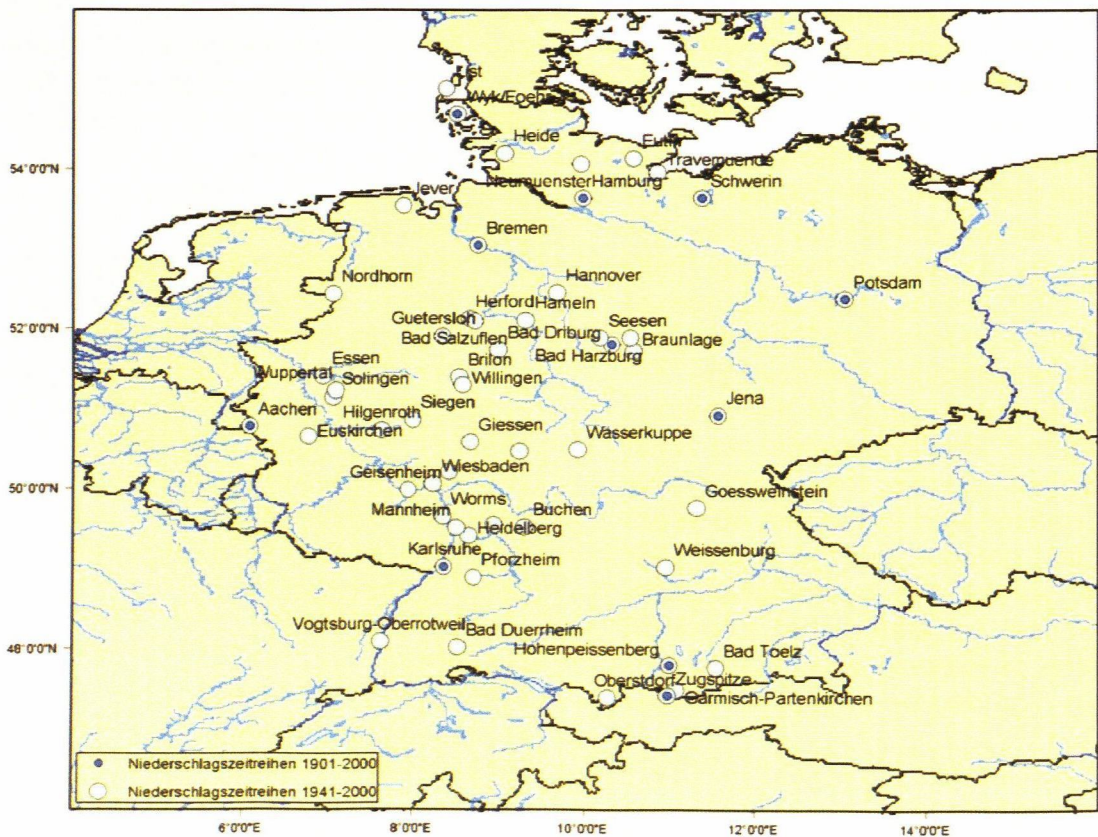 Wyk/Foehr
Heide
Eutin
Travemuende
54°0'0"N
Neumuenster Hamburg
Schwerin
Jever
Bremen
Nordhorn
Hannover
Potsdam
Herford Hameln
52°0'0"N
Guetersloh
Bad Salzuflen
Bad Driburg
Seesen
Braunlage
Bad Harzburg
Essen
Brilon
Wuppertal
Solingen
Willingen
Aachen
Hilgenroth
Siegen
Jena
Euskirchen
Giessen
Wasserkuppe
50°0'0"N
Geisenheim
Wiesbaden
Goessweinstein
Worms
Mannheim
Buchen
Heidelberg
Karlsruhe
Pforzheim
Weissenburg
Vogtsburg-Oberrotweil
Bad Duerrheim
48°0'0"N
Hohenpeissenberg
Bad Toelz
Oberstdorf
Zugspitze
Garmisch-Partenkirchen
Niederschlagszeitreihen 1901-2000
Niederschlagszeitreihen 1941-2000
6°0'0"E
8°0'0"E
10°0'0"E
12°0'0"E
14°0'0"E